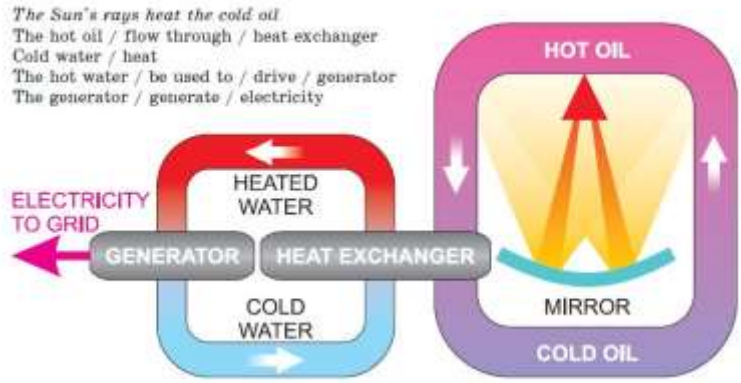 The Sun's rays heat the cold oil
The hot oil / flow through / heat exchanger
Cold water / heat
The hot water / be used to / drive / generator
The generator / generate / electricity
HOT OIL
HEATED
WATER
ELECTRICITY
TO GRID
GENERATOR
HEAT EXCHANGER
COLD
WATER
MIRROR
COLD OIL